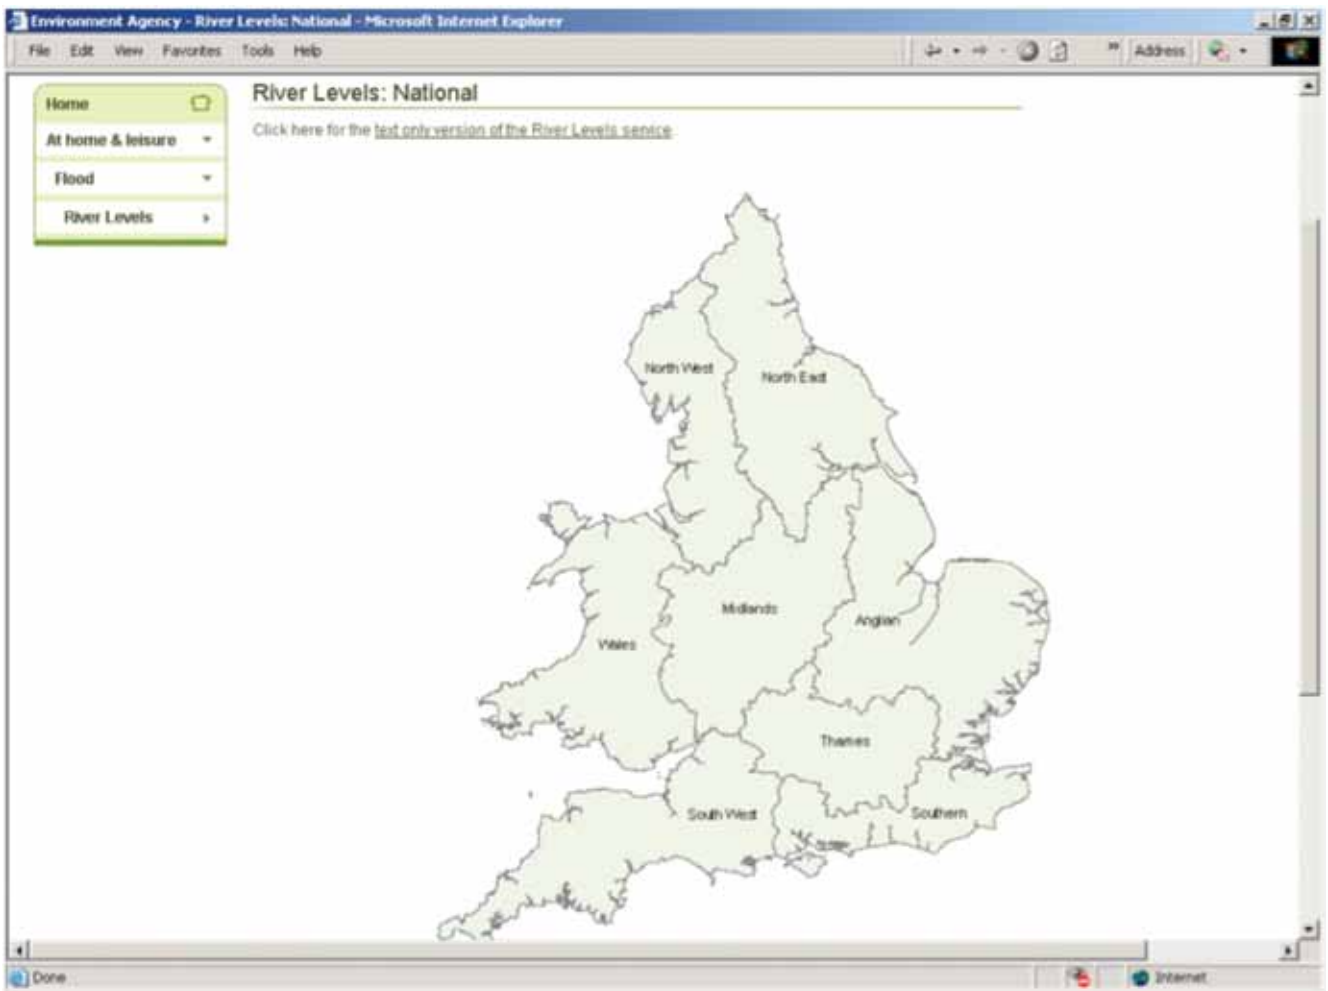 Environment Agency - River Levels: National - Microsoft Internet Explorer
File Edit View Favorites Tools Help
» Address
Home
At home & leisure
Flood
River Levels
River Levels: National
Click here for the text only version of the River Levels service.
North West
North East
Midlands
Anglian
Wales
Thames
South West
Southern
Done
Internet